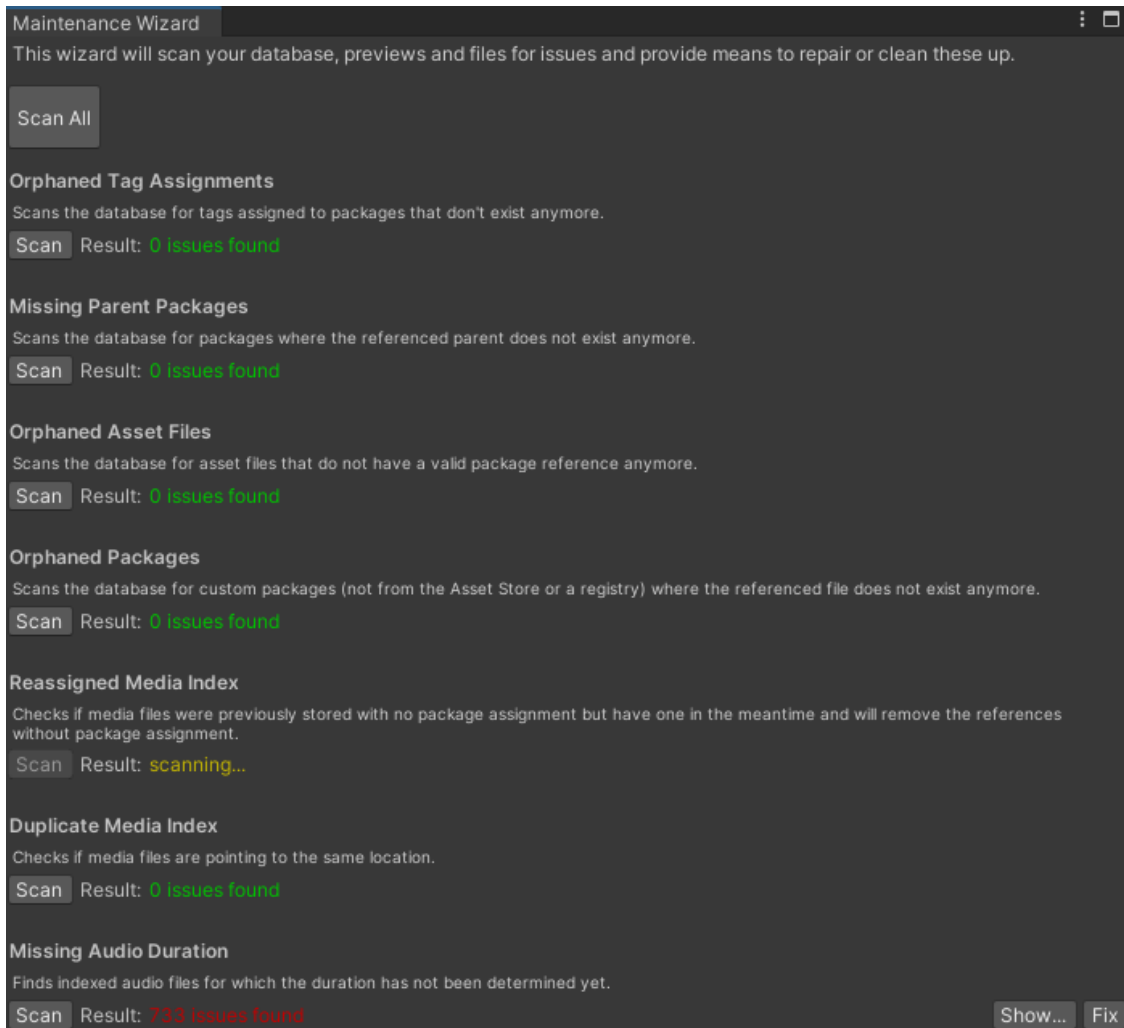 Maintenance Wizard
This wizard will scan your database, previews and files for issues and provide means to repair or clean these up.
Scan All
Orphaned Tag Assignments
Scans the database for tags assigned to packages that don't exist anymore.
Scan Result: 0 issues found
Missing Parent Packages
Scans the database for packages where the referenced parent does not exist anymore.
Scan Result: 0 issues found
Orphaned Asset Files
Scans the database for asset files that do not have a valid package reference anymore.
Scan Result: 0 issues found
Orphaned Packages
Scans the database for custom packages (not from the Asset Store or a registry) where the referenced file does not exist anymore.
Scan Result: 0 issues found
Reassigned Media Index
Checks if media files were previously stored with no package assignment but have one in the meantime and will remove the references
without package assignment.
Scan Result: scanning...
Duplicate Media Index
Checks if media files are pointing to the same location.
Scan Result: 0 issues found
Missing Audio Duration
Finds indexed audio files for which the duration has not been determined yet.
Scan Result: 733 issues found Show... Fix